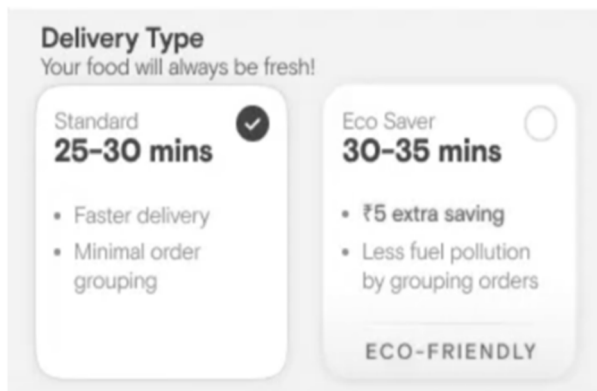 Delivery Type
Your food will always be fresh!
Standard
25-30 mins
• Faster delivery
• Minimal order
grouping
Eco Saver
30-35 mins
• ₹5 extra saving
• Less fuel pollution
by grouping orders
ECO-FRIENDLY